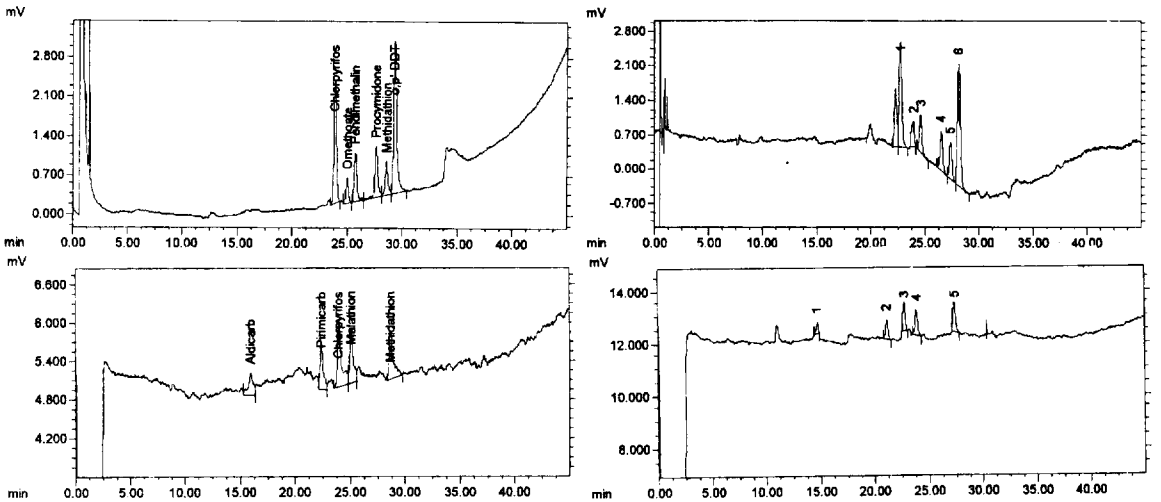 mV
2.800
2.100
1.400
0.700
0.000
min
0.00 5.00 10.00 15.00 20.00 25.00 30.00 35.00 40.00
Chlorpyrifos
Omethoate
Pendimethalin
Procymidone
Methidathion
o,p' DDT
mV
2.800
2.100
1.400
0.700
0.000
-0.700
min
0.00 5.00 10.00 15.00 20.00 25.00 30.00 40.00
1
2
3
4
5
6
mV
6.600
6.000
5.400
4.800
4.200
min
0.00 5.00 10.00 15.00 20.00 25.00 30.00 35.00 40.00
Aldicarb
Pirimicarb
Chlorpyrifos
Malathion
Methidathion
mV
14.000
12.000
10.000
8.000
min
0.00 5.00 10.00 15.00 20.00 25.00 30.00 35.00 40.00
1
2
3
4
5